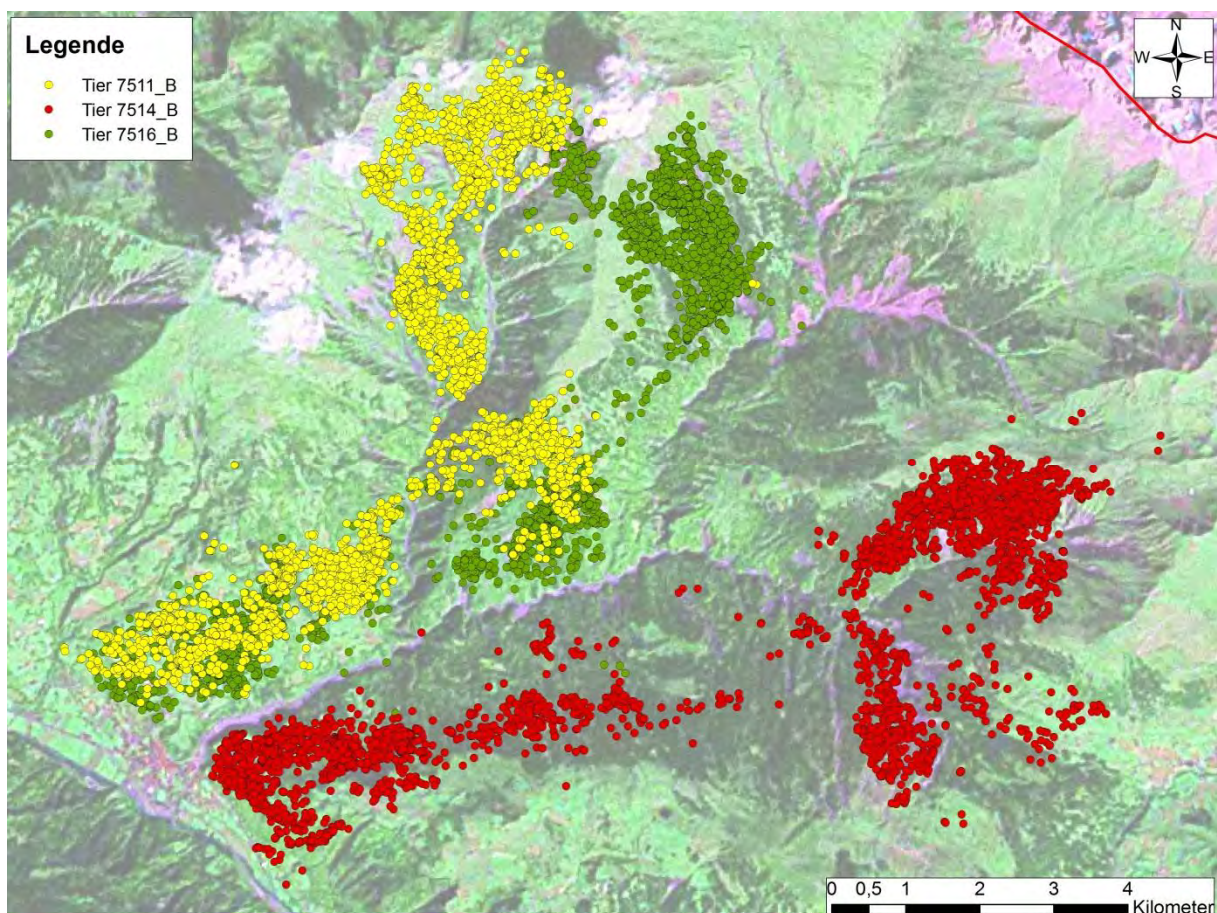 Legende
Tier 7511_B
Tier 7514_B
Tier 7516_B
N
W E
S
0 0,5 1 2 3 4
Kilometer